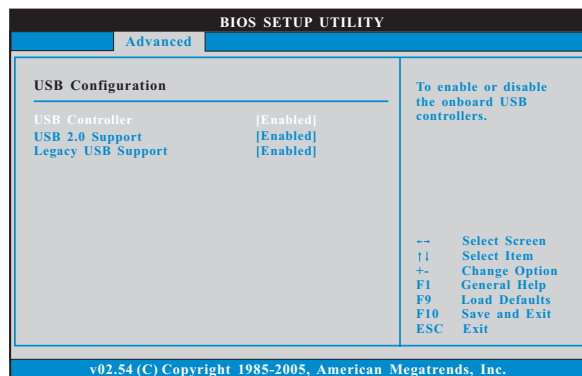 BIOS SETUP UTILITY
Advanced
USB Configuration
USB Controller [Enabled]
USB 2.0 Support [Enabled]
Legacy USB Support [Enabled]
To enable or disable
the onboard USB
controllers.
←→ Select Screen
↑↓ Select Item
+- Change Option
F1 General Help
F9 Load Defaults
F10 Save and Exit
ESC Exit
v02.54 (C) Copyright 1985-2005, American Megatrends, Inc.